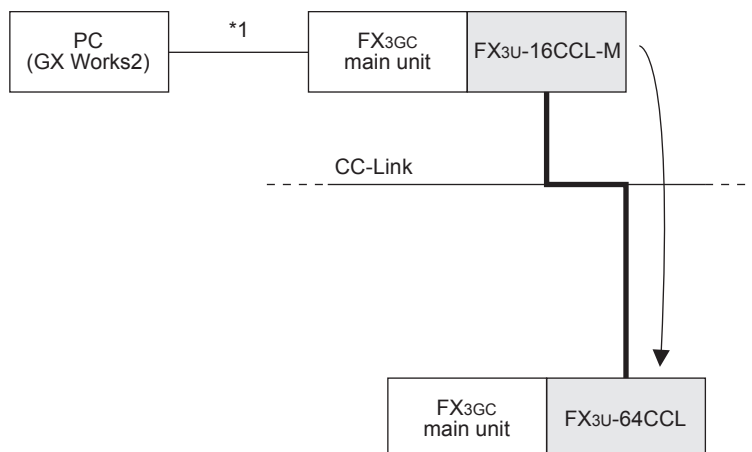 PC
(GX Works2)
*1
FX3GC
main unit
FX3U-16CCL-M
CC-Link
FX3GC
main unit
FX3U-64CCL